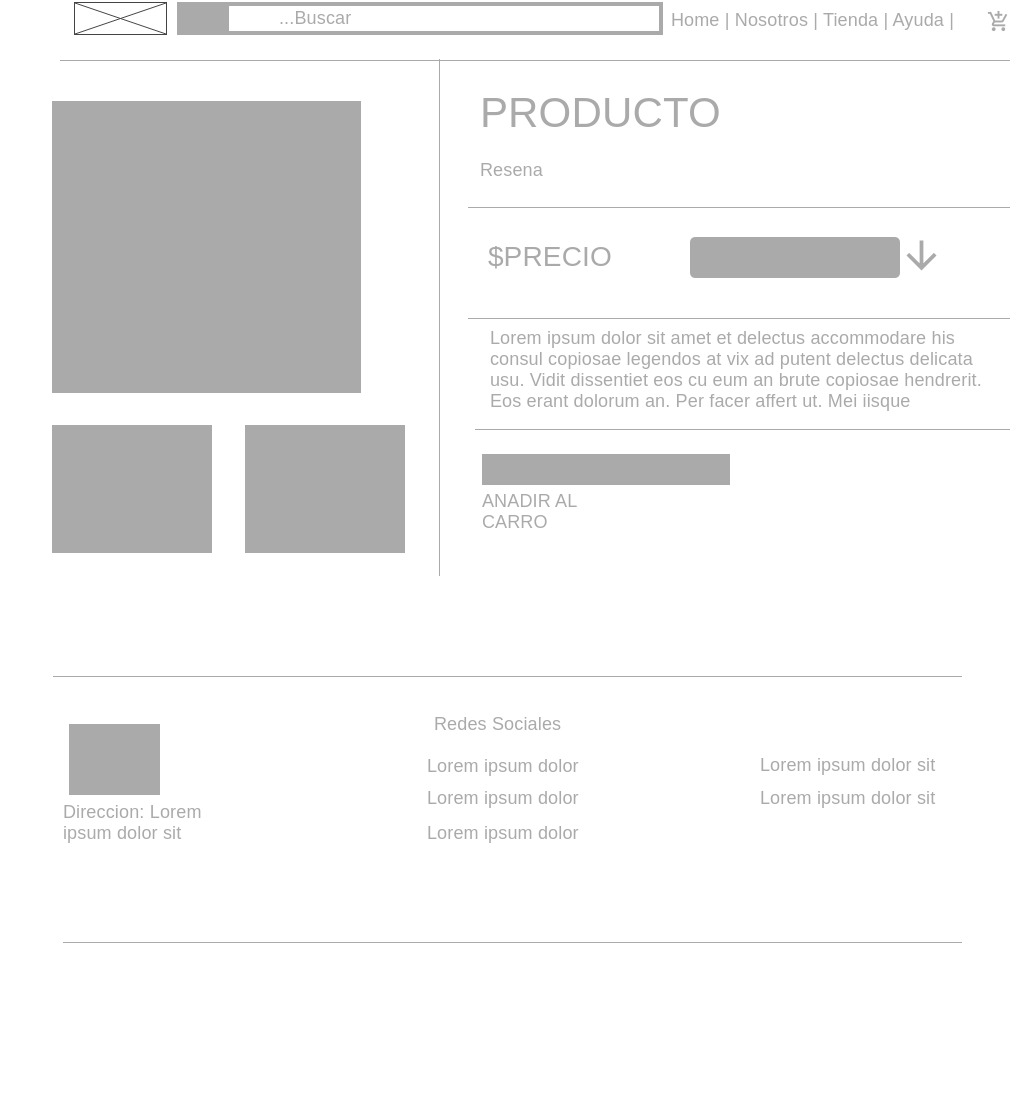 ...Buscar
Home | Nosotros | Tienda | Ayuda |
PRODUCTO
Resena
$PRECIO
Lorem ipsum dolor sit amet et delectus accommodare his
consul copiosae legendos at vix ad putent delectus delicata
usu. Vidit dissentiet eos cu eum an brute copiosae hendrerit.
Eos erant dolorum an. Per facer affert ut. Mei iisque
ANADIR AL
CARRO
Direccion: Lorem
ipsum dolor sit
Redes Sociales
Lorem ipsum dolor
Lorem ipsum dolor
Lorem ipsum dolor
Lorem ipsum dolor sit
Lorem ipsum dolor sit